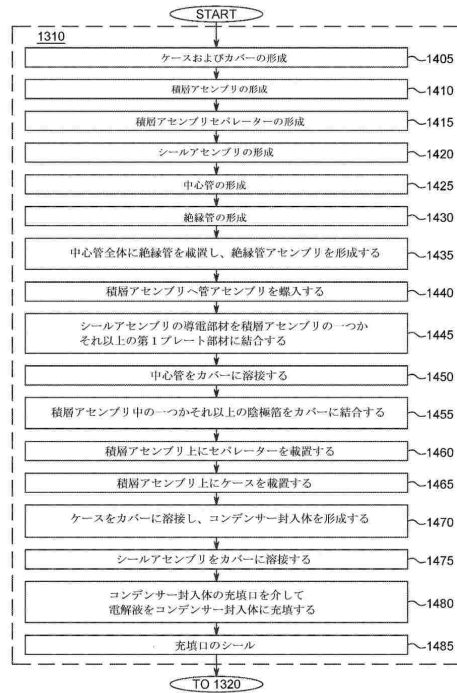 START
1310
ケースおよびカバーの形成
1405
積層アセンブリの形成
1410
積層アセンブリセパレーターの形成
1415
シールアセンブリの形成
1420
中心管の形成
1425
絶縁管の形成
1430
中心管全体に絶縁管を載置し、絶縁管アセンブリを形成する
1435
積層アセンブリへ管アセンブリを螺入する
1440
シールアセンブリの導電部材を積層アセンブリの一つか
それ以上の第1プレート部材に結合する
1445
中心管をカバーに溶接する
1450
積層アセンブリ中の一つかそれ以上の陰極箔をカバーに結合する
1455
積層アセンブリ上にセパレーターを載置する
1460
積層アセンブリ上にケースを載置する
1465
ケースをカバーに溶接し、コンデンサー封入体を形成する
1470
シールアセンブリをカバーに溶接する
1475
コンデンサー封入体の充填口を介して
電解液をコンデンサー封入体に充填する
1480
充填口のシール
1485
TO 1320